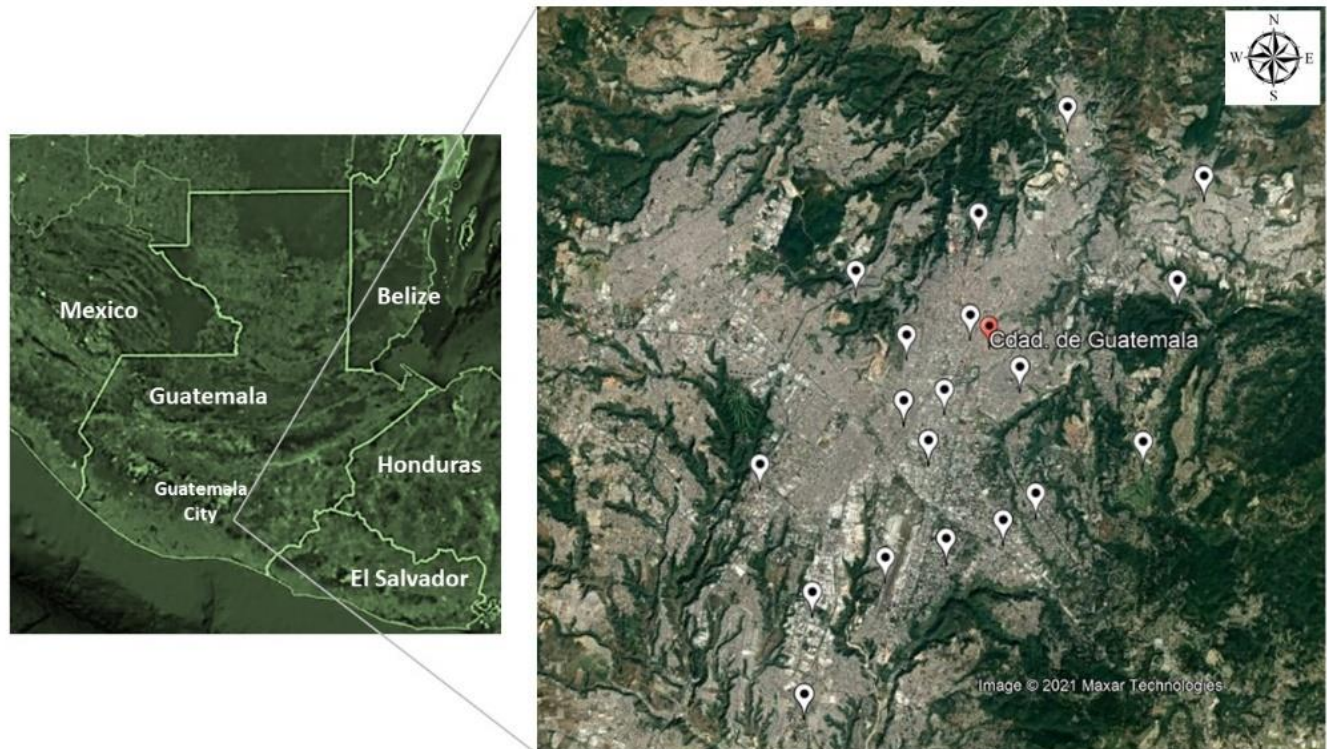 Mexico
Belize
Guatemala
Honduras
Guatemala
City
El Salvador
N
W
E
S
Cdad. de Guatemala
Image © 2021 Maxar Technologies